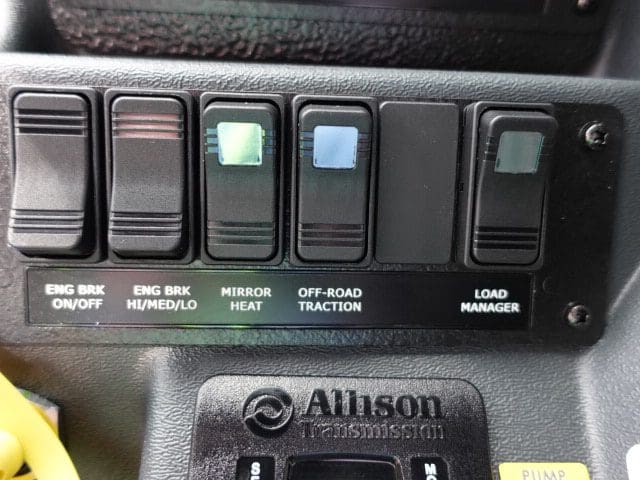 ENG BRK
ON/OFF
ENG BRK
HI/MED/LO
MIRROR
HEAT
OFF-ROAD
TRACTION
LOAD
MANAGER
Allison
Transmission
PUMP